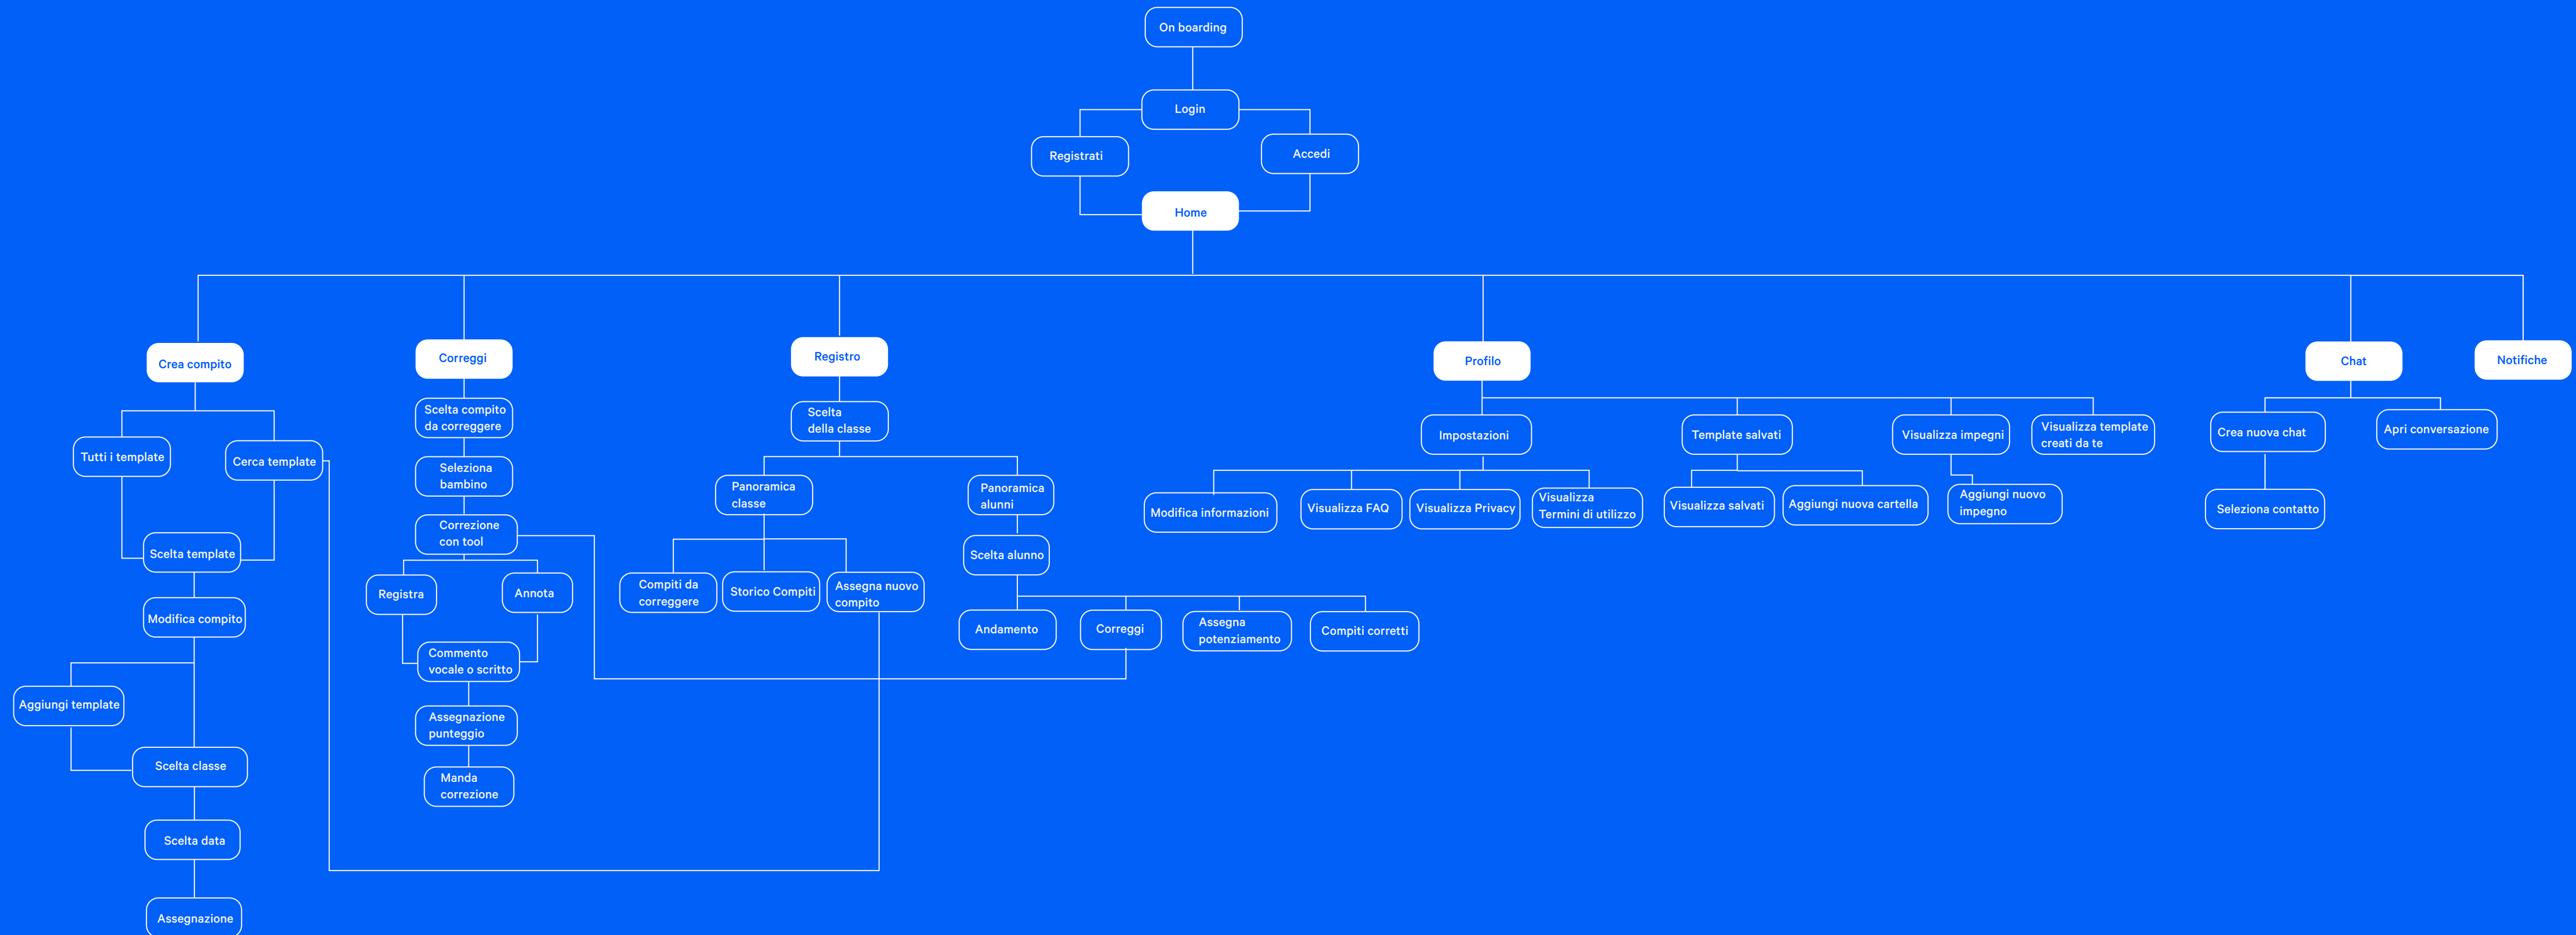 On boarding
Login
Registrati
Accedi
Home
Crea compito
Tutti i template
Cerca template
Scelta template
Modifica compito
Aggiungi template
Scelta classe
Scelta data
Assegnazione
Correggi
Scelta compito
da correggere
Seleziona
bambino
Correzione
con tool
Registra
Annota
Commento
vocale o scritto
Assegnazione
punteggio
Manda
correzione
Registro
Scelta
della classe
Panoramica
classe
Compiti da
correggere
Storico Compiti
Assegna nuovo
compito
Panoramica
alunni
Scelta alunno
Andamento
Correggi
Assegna
potenziamento
Compiti corretti
Profilo
Impostazioni
Modifica informazioni
Visualizza FAQ
Visualizza Privacy
Visualizza
Termini di utilizzo
Template salvati
Visualizza salvati
Aggiungi nuova cartella
Visualizza impegni
Aggiungi nuovo
impegno
Visualizza template
creati da te
Chat
Crea nuova chat
Seleziona contatto
Apri conversazione
Notifiche